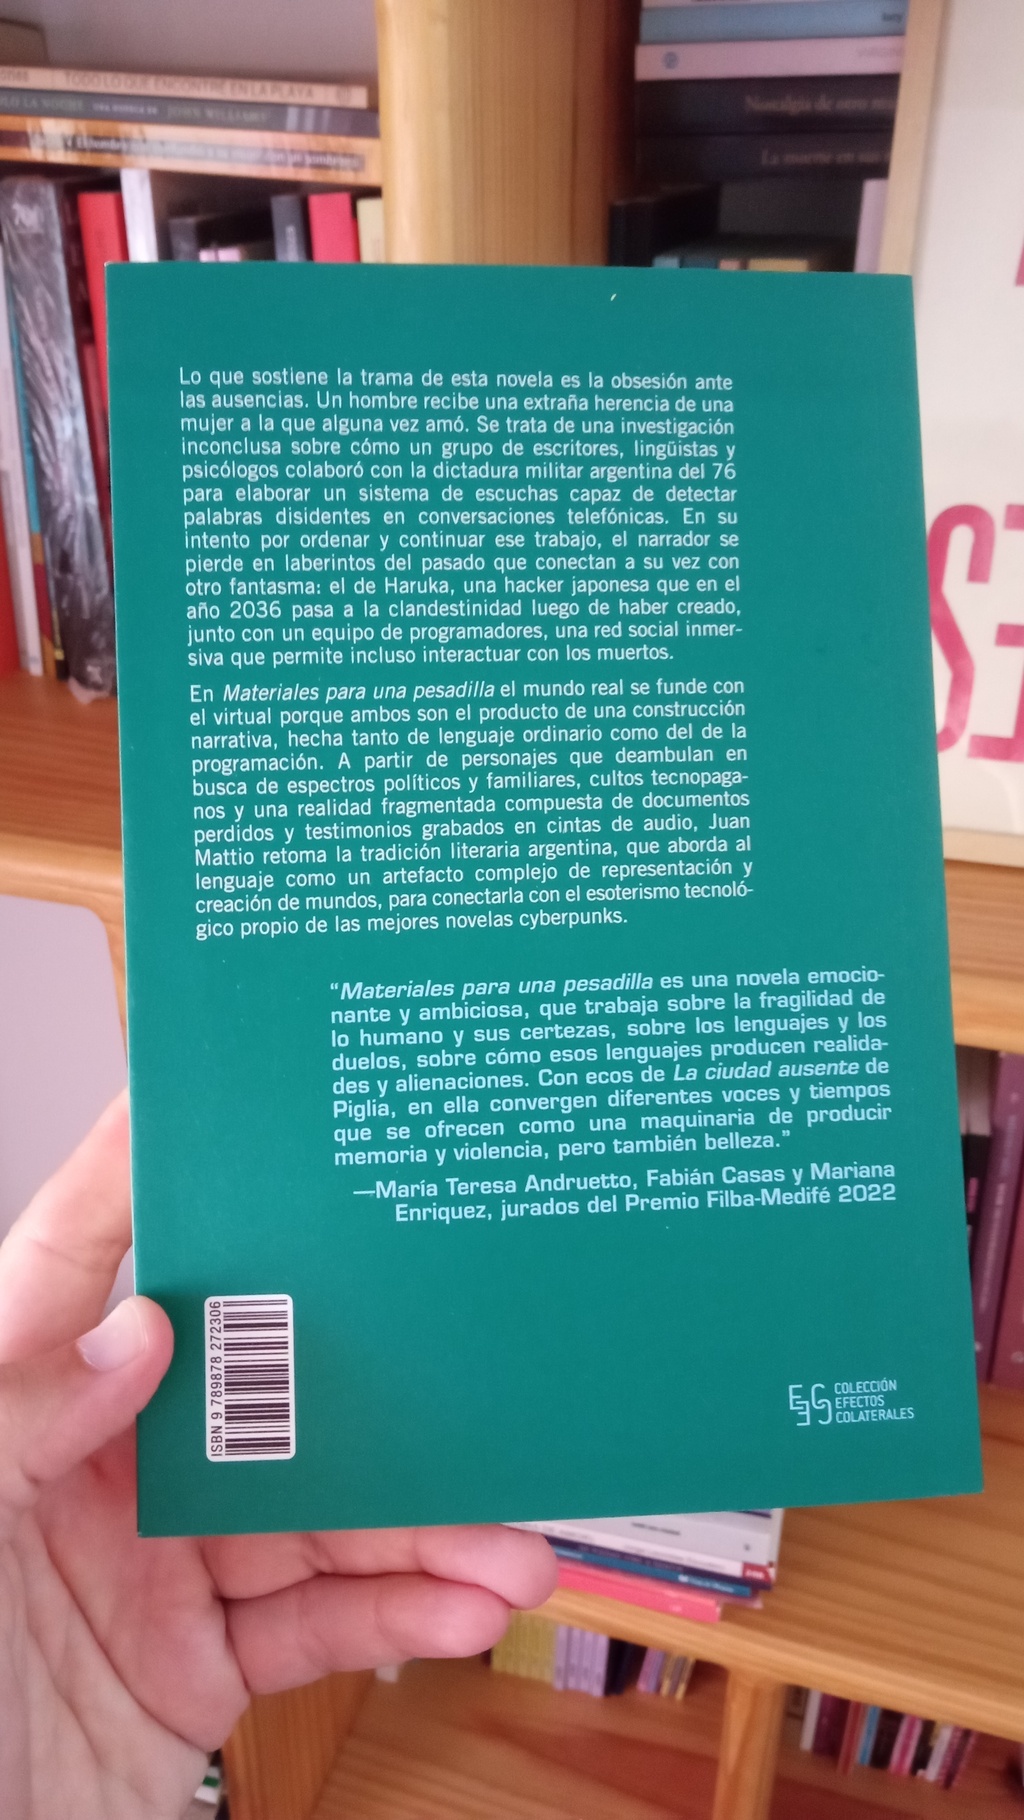 TODO LO QUE ENCONTRÉ EN LA PLAYA
JOHN WILLIAMS
Nostalgia de otro
La muerte en
Lo que sostiene la trama de esta novela es la obsesión ante
las ausencias. Un hombre recibe una extraña herencia de una
mujer a la que alguna vez amó. Se trata de una investigación
inconclusa sobre cómo un grupo de escritores, lingüistas y
psicólogos colaboró con la dictadura militar argentina del 76
para elaborar un sistema de escuchas capaz de detectar
palabras disidentes en conversaciones telefónicas. En su
intento por ordenar y continuar ese trabajo, el narrador se
pierde en laberintos del pasado que conectan a su vez con
otro fantasma: el de Haruka, una hacker japonesa que en el
año 2036 pasa a la clandestinidad luego de haber creado,
junto con un equipo de programadores, una red social inmer-
siva que permite incluso interactuar con los muertos.
En Materiales para una pesadilla el mundo real se funde con
el virtual porque ambos son el producto de una construcción
narrativa, hecha tanto de lenguaje ordinario como del de la
programación. A partir de personajes que deambulan en
busca de espectros políticos y familiares, cultos tecnopaga-
nos y una realidad fragmentada compuesta de documentos
perdidos y testimonios grabados en cintas de audio, Juan
Mattio retoma la tradición literaria argentina, que aborda al
lenguaje como un artefacto complejo de representación y
creación de mundos, para conectarla con el esoterismo tecnoló-
gico propio de las mejores novelas cyberpunks.
“Materiales para una pesadilla es una novela emocio-
nante y ambiciosa, que trabaja sobre la fragilidad de
lo humano y sus certezas, sobre los lenguajes y los
duelos, sobre cómo esos lenguajes producen realida-
des y alienaciones. Con ecos de La ciudad ausente de
Piglia, en ella convergen diferentes voces y tiempos
que se ofrecen como una maquinaria de producir
memoria y violencia, pero también belleza.”
—María Teresa Andruetto, Fabián Casas y Mariana
Enriquez, jurados del Premio Filba-Medifé 2022
ISBN 9 789878 272306
COLECCIÓN
EFECTOS
COLATERALES